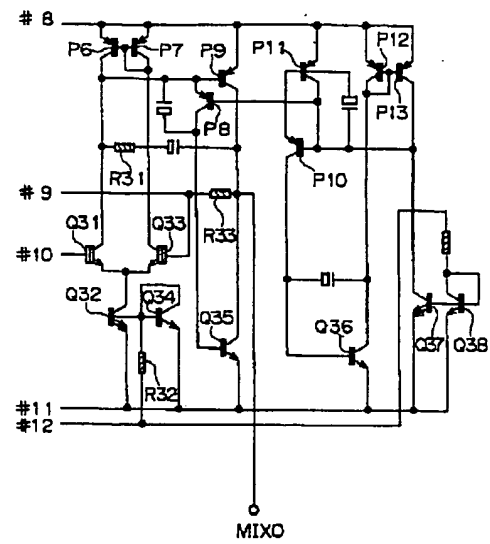 #8
P6 P7 P9 P11 P12
P8 P13
P10
R31
#9
R33
Q31 Q33
#10
Q32 Q34
Q35 Q36
Q37 Q38
R32
#11
#12
MIXO